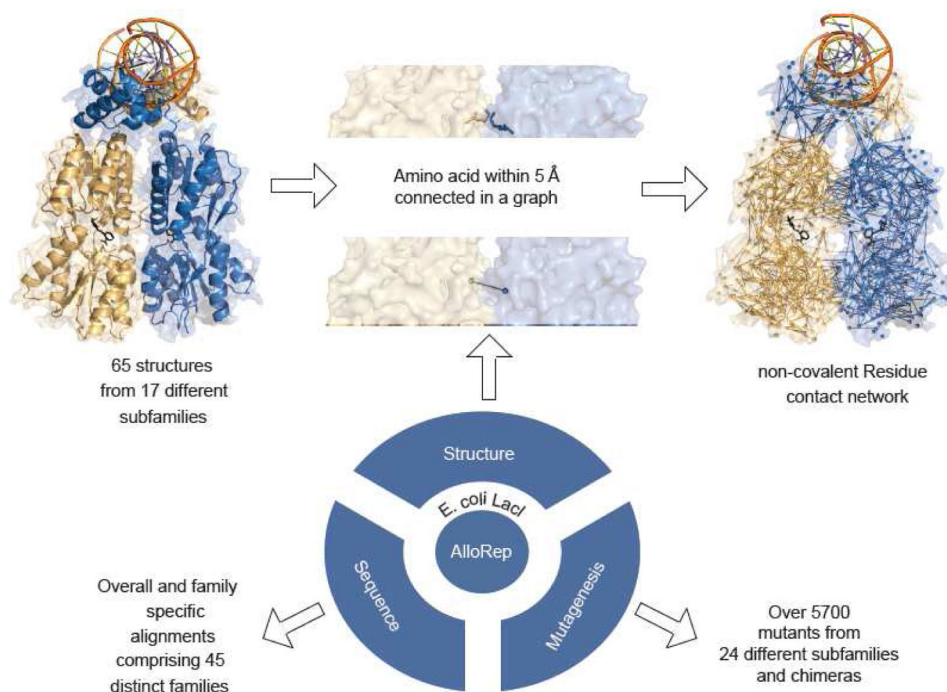 Amino acid within 5 Å
connected in a graph
65 structures
from 17 different
subfamilies
non-covalent Residue
contact network
Structure
E. coli LacI
AlloRep
Sequence
Mutagenesis
Overall and family
specific
alignments
comprising 45
distinct families
Over 5700
mutants from
24 different subfamilies
and chimeras